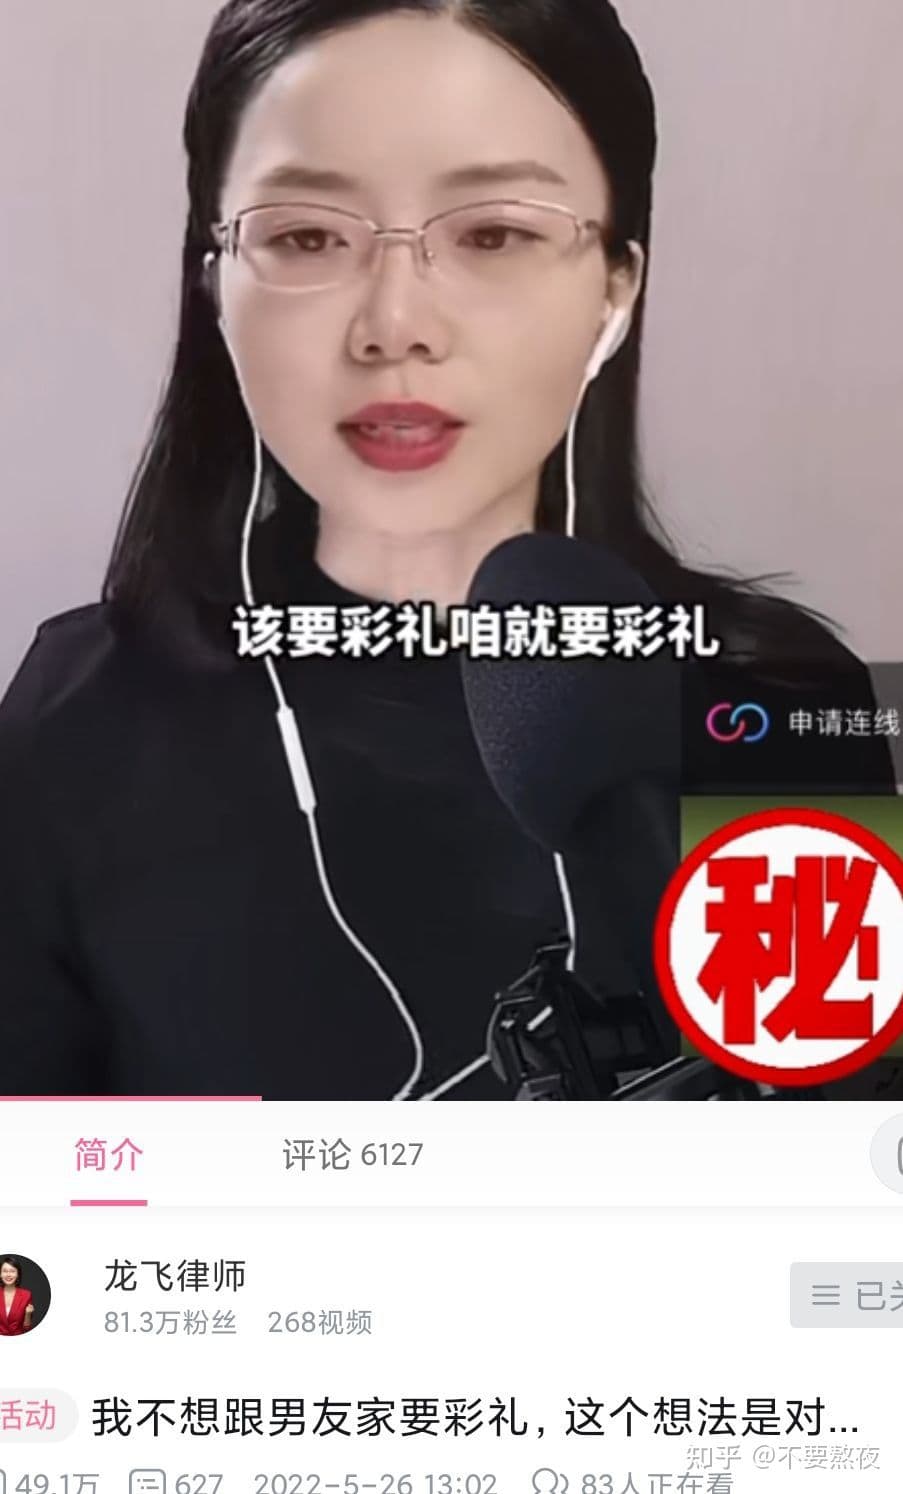 该要彩礼咱就要彩礼
申请连线
秘
简介
评论 6127
龙飞律师
81.3万粉丝 268视频
已关
活动 我不想跟男友家要彩礼，这个想法是对...
知乎 @不要熬夜
49.1万 627 2022-5-26 13:02 83人正在看